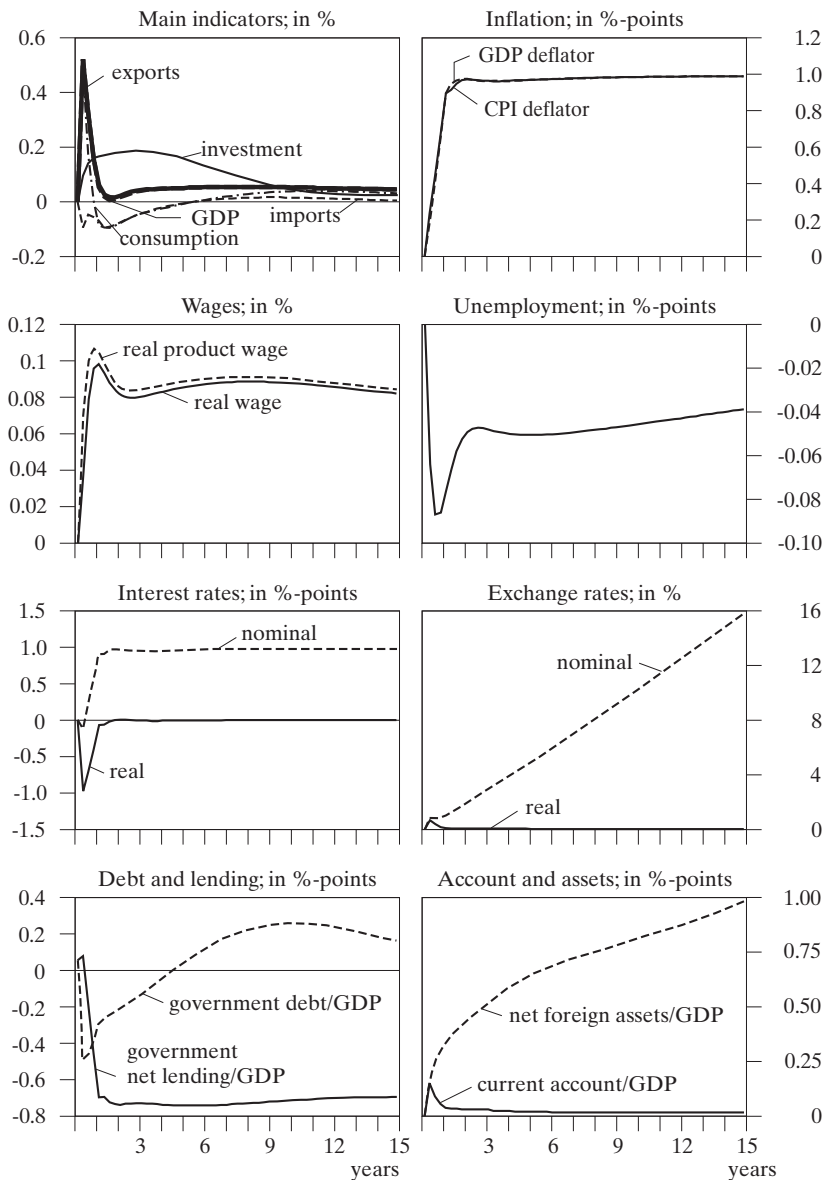 Main indicators; in %
0.6
0.4
0.2
0
-0.2
exports
investment
GDP
imports
consumption
Inflation; in %-points
1.2
1.0
0.8
0.6
0.4
0.2
0
GDP deflator
CPI deflator
Wages; in %
0.12
0.1
0.08
0.06
0.04
0.02
0
real product wage
real wage
Unemployment; in %-points
0
-0.02
-0.04
-0.06
-0.08
-0.10
Interest rates; in %-points
1.5
1.0
0.5
0
-0.5
-1.0
-1.5
nominal
real
Exchange rates; in %
16
12
8
4
0
nominal
real
Debt and lending; in %-points
0.4
0.2
0
-0.2
-0.4
-0.6
-0.8
government debt/GDP
government
net lending/GDP
3 6 9 12 15
years
Account and assets; in %-points
1.00
0.75
0.50
0.25
0
net foreign assets/GDP
current account/GDP
3 6 9 12 15
years